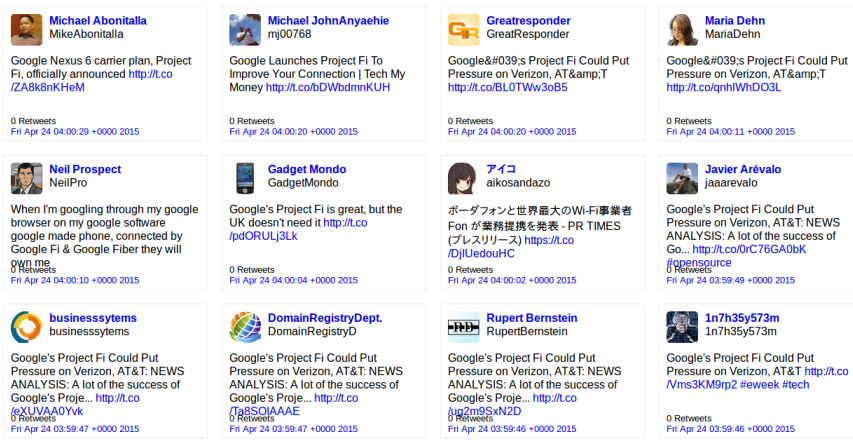 Michael Abonitalla
MikeAbonitalla
Google Nexus 6 carrier plan, Project
Fi, officially announced http://t.co
/ZA8k8nKHeM
0 Retweets
Fri Apr 24 04:00:29 +0000 2015
Michael JohnAnyaehie
mj00768
Google Launches Project Fi To
Improve Your Connection | Tech My
Money http://t.co/bDWbdmnKUH
0 Retweets
Fri Apr 24 04:00:20 +0000 2015
Greatresponder
GreatResponder
Google&#039;s Project Fi Could Put
Pressure on Verizon, AT&amp;T
http://t.co/BL0TWw3oB5
0 Retweets
Fri Apr 24 04:00:20 +0000 2015
Maria Dehn
MariaDehn
Google&#039;s Project Fi Could Put
Pressure on Verizon, AT&amp;T
http://t.co/qnhlWhDO3L
0 Retweets
Fri Apr 24 04:00:11 +0000 2015
Neil Prospect
NeilPro
When I'm googling through my google
browser on my google software
google made phone, connected by
Google Fi & Google Fiber they will
own me
0 Retweets
Fri Apr 24 04:00:10 +0000 2015
Gadget Mondo
GadgetMondo
Google's Project Fi is great, but the
UK doesn't need it http://t.co
/pdORULj3Lk
0 Retweets
Fri Apr 24 04:00:04 +0000 2015
アイコ
aikosandazo
ボーダフォンと世界最大のWi-Fi事業者
Fon が業務提携を発表 - PR TIMES
(プレスリリース) https://t.co
/DjIUedouHC
0 Retweets
Fri Apr 24 04:00:02 +0000 2015
Javier Arévalo
jaaarevalo
Google's Project Fi Could Put
Pressure on Verizon, AT&T: NEWS
ANALYSIS: A lot of the success of
Go... http://t.co/0rC76GA0bK
#opensource
0 Retweets
Fri Apr 24 03:59:49 +0000 2015
businesssytems
businesssytems
Google's Project Fi Could Put
Pressure on Verizon, AT&T: NEWS
ANALYSIS: A lot of the success of
Google's Proje... http://t.co
/eXUVAA0Yvk
0 Retweets
Fri Apr 24 03:59:47 +0000 2015
DomainRegistryDept.
DomainRegistryD
Google's Project Fi Could Put
Pressure on Verizon, AT&T: NEWS
ANALYSIS: A lot of the success of
Google's Proje... http://t.co
/Ta8SOlAAAE
0 Retweets
Fri Apr 24 03:59:47 +0000 2015
Rupert Bernstein
RupertBernstein
Google's Project Fi Could Put
Pressure on Verizon, AT&T: NEWS
ANALYSIS: A lot of the success of
Google's Proje... http://t.co
/ug2m9SxN2D
0 Retweets
Fri Apr 24 03:59:46 +0000 2015
1n7h35y573m
1n7h35y573m
Google's Project Fi Could Put
Pressure on Verizon, AT&T http://t.co
/Vms3KM9rp2 #eweek #tech
0 Retweets
Fri Apr 24 03:59:46 +0000 2015